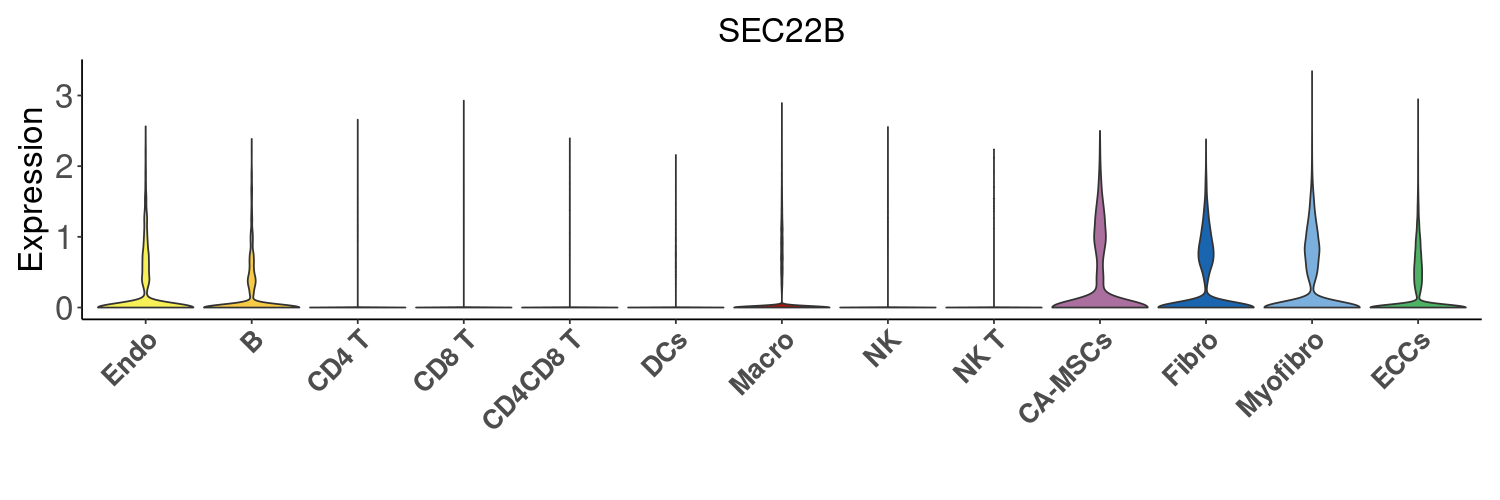 SEC22B
Expression
3
2
1
0
Endo
B
CD4 T
CD8 T
CD4CD8 T
DCs
Macro
NK
NK T
CA-MSCs
Fibro
Myofibro
ECCs